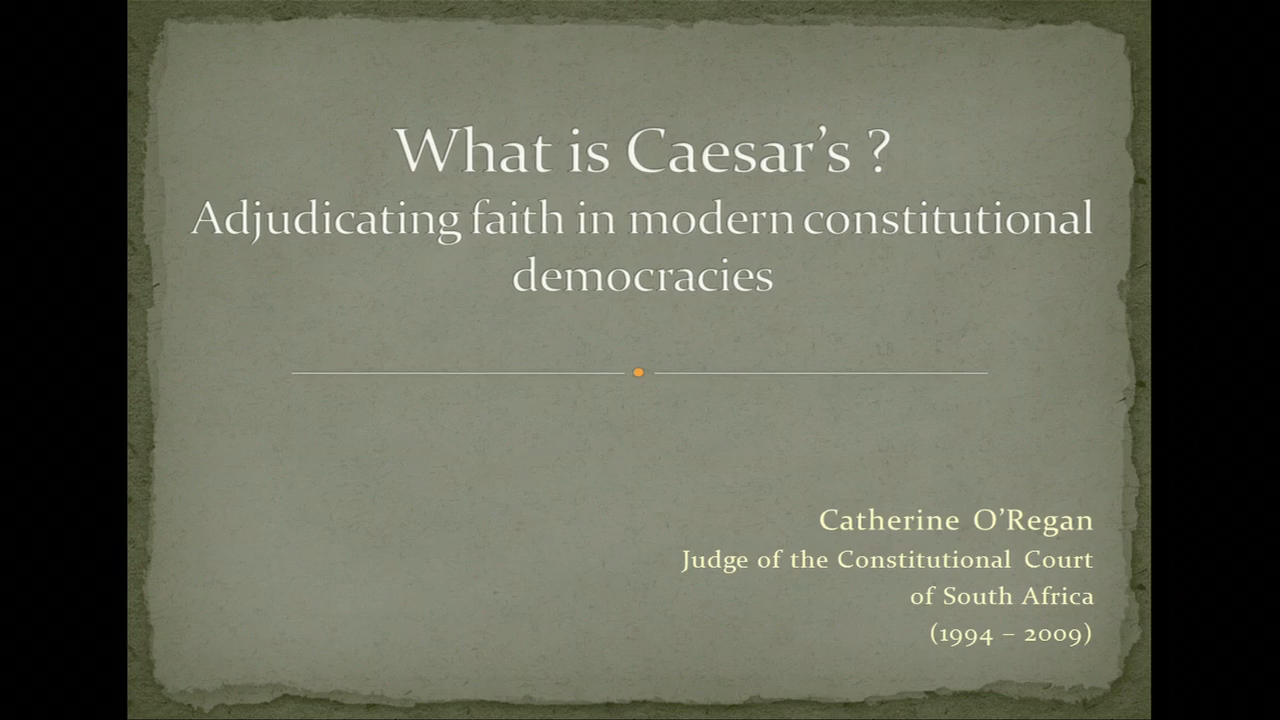 What is Caesar’s ?
Adjudicating faith in modern constitutional
democracies
Catherine O’Regan
Judge of the Constitutional Court
of South Africa
(1994 – 2009)